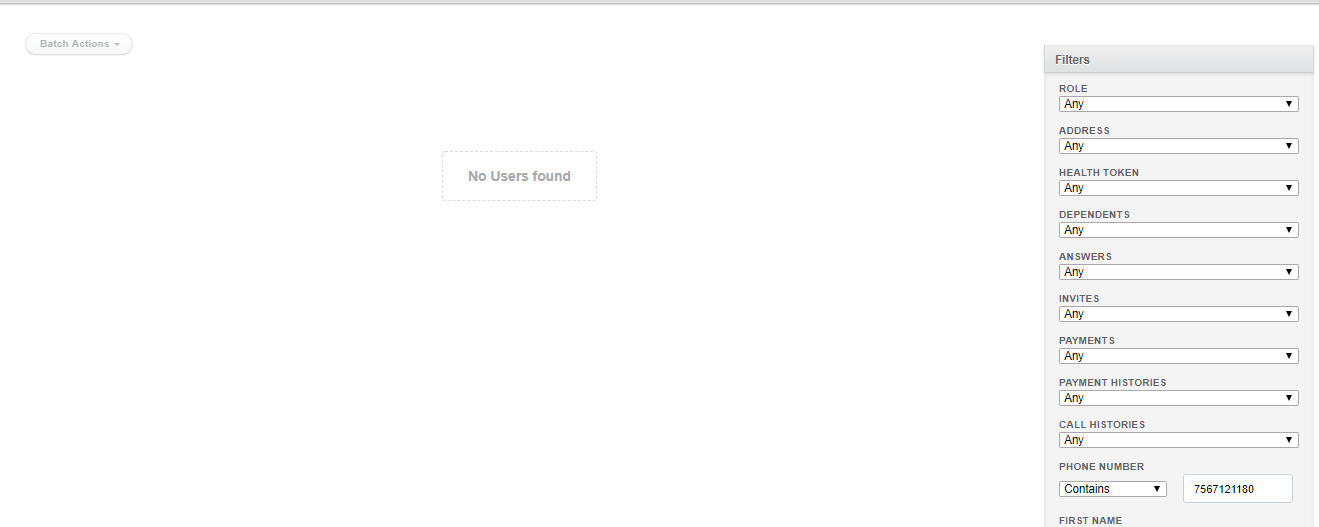 Batch Actions
No Users found
Filters
ROLE
Any
ADDRESS
Any
HEALTH TOKEN
Any
DEPENDENTS
Any
ANSWERS
Any
INVITES
Any
PAYMENTS
Any
PAYMENT HISTORIES
Any
CALL HISTORIES
Any
PHONE NUMBER
Contains 7567121180
FIRST NAME